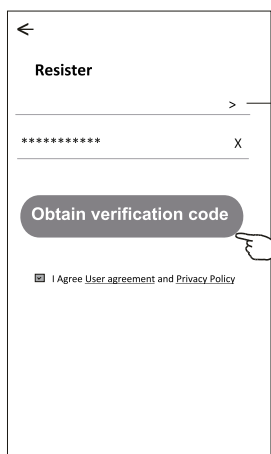 Resister
>
*********** X
Obtain verification code
I Agree User agreement and Privacy Policy